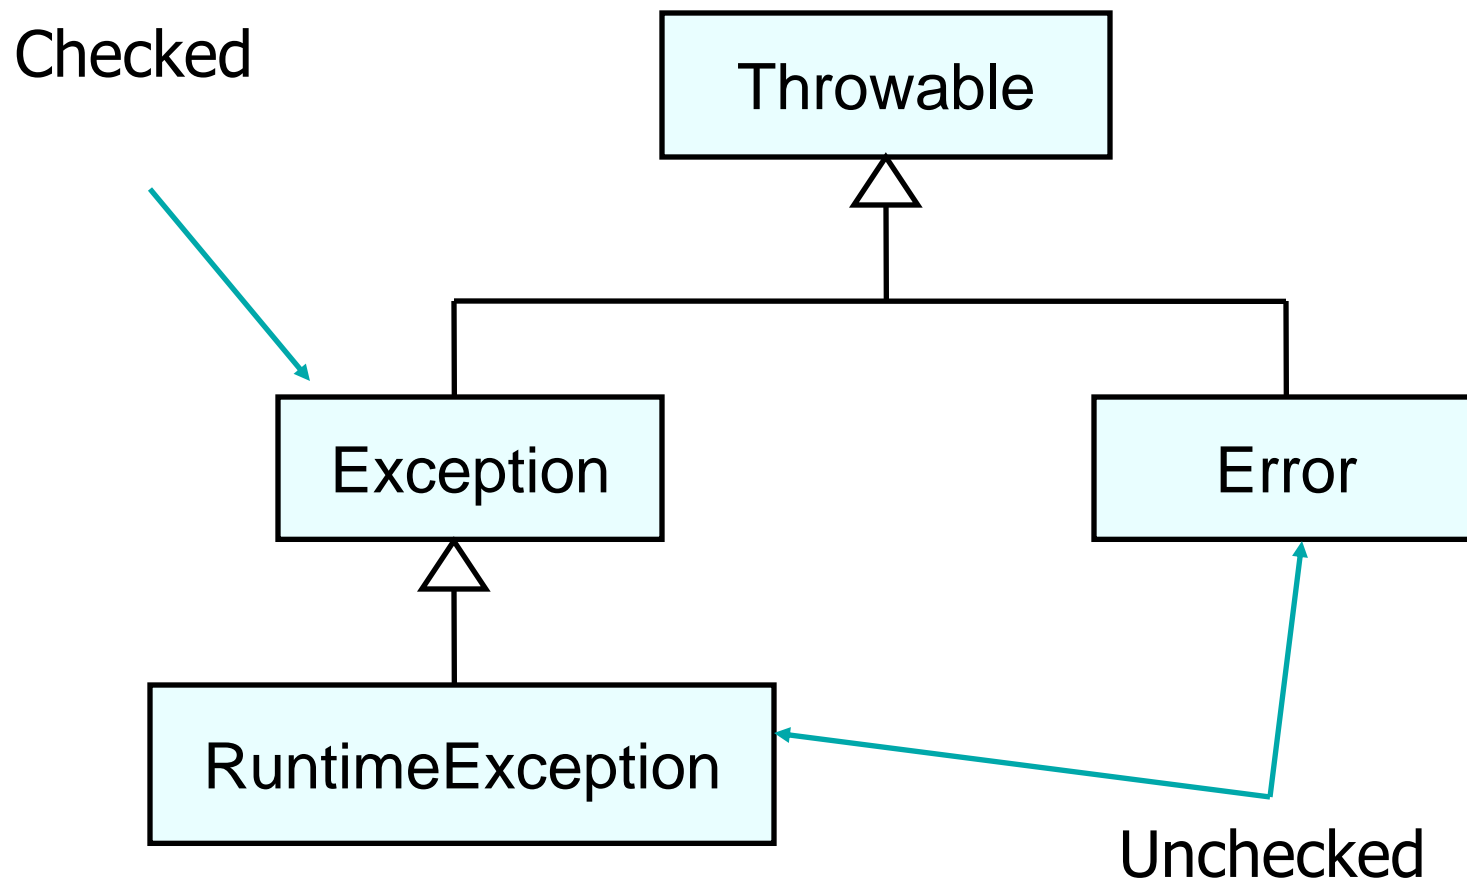 Checked
Throwable
Exception
Error
RuntimeException
Unchecked